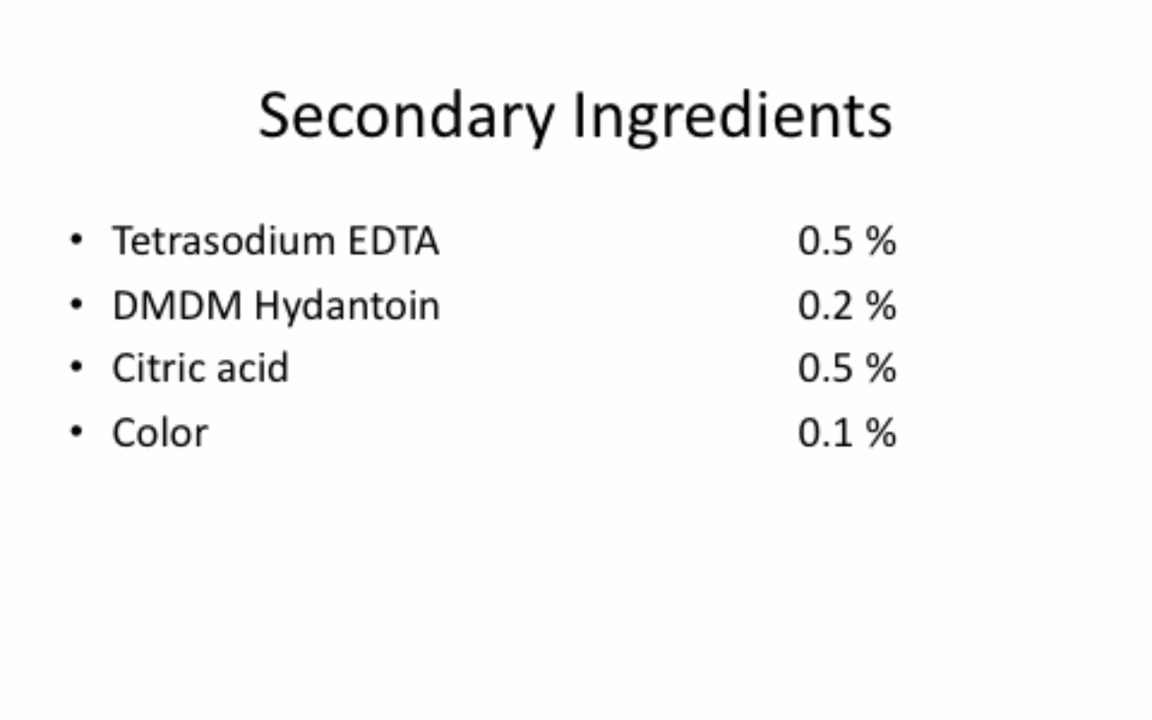 Secondary Ingredients
• Tetrasodium EDTA 0.5 %
• DMDM Hydantoin 0.2 %
• Citric acid 0.5 %
• Color 0.1 %